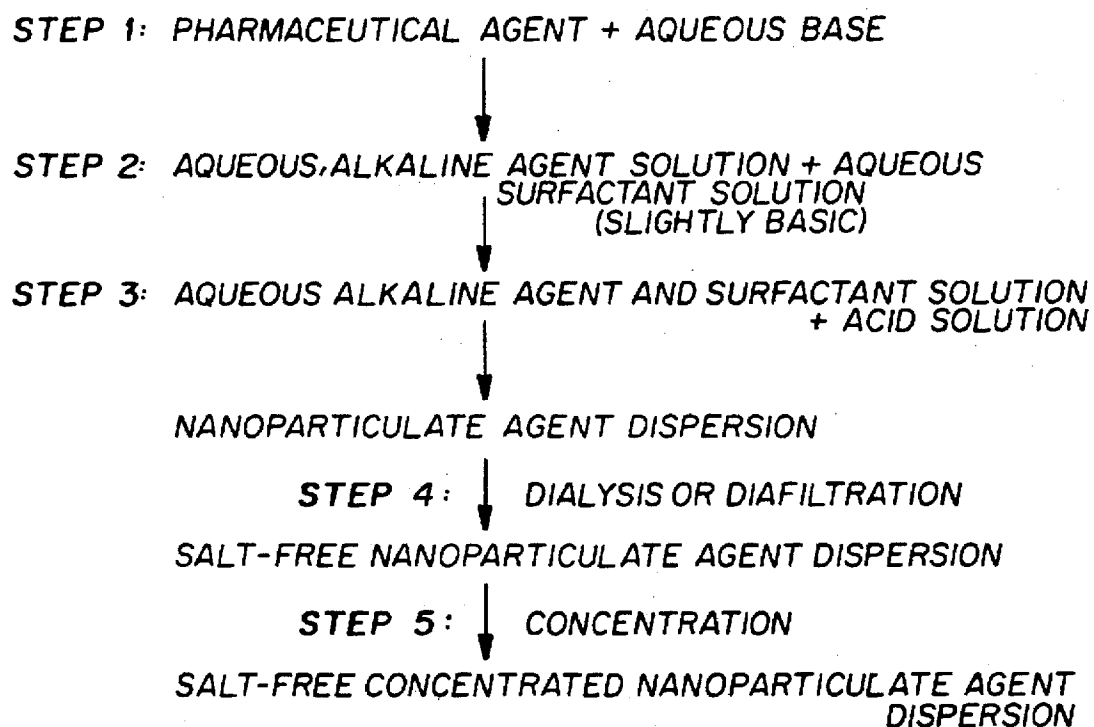 STEP 1: PHARMACEUTICAL AGENT + AQUEOUS BASE
STEP 2: AQUEOUS, ALKALINE AGENT SOLUTION + AQUEOUS
SURFACTANT SOLUTION
(SLIGHTLY BASIC)
STEP 3: AQUEOUS ALKALINE AGENT AND SURFACTANT SOLUTION
+ ACID SOLUTION
NANOPARTICULATE AGENT DISPERSION
STEP 4: DIALYSIS OR DIAFILTRATION
SALT-FREE NANOPARTICULATE AGENT DISPERSION
STEP 5: CONCENTRATION
SALT-FREE CONCENTRATED NANOPARTICULATE AGENT
DISPERSION